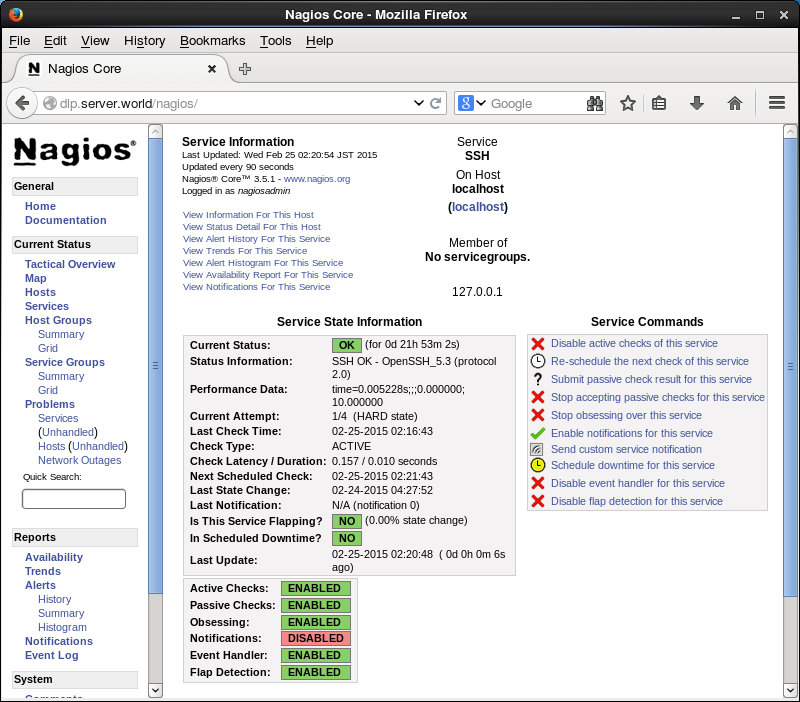 Nagios Core - Mozilla Firefox
File Edit View History Bookmarks Tools Help
N Nagios Core
dlp.server.world/nagios/
8 Google
Nagios®
General
Home
Documentation
Current Status
Tactical Overview
Map
Hosts
Services
Host Groups
Summary
Grid
Service Groups
Summary
Grid
Problems
Services
(Unhandled)
Hosts (Unhandled)
Network Outages
Quick Search:
Reports
Availability
Trends
Alerts
History
Summary
Histogram
Notifications
Event Log
System
Service Information
Last Updated: Wed Feb 25 02:20:54 JST 2015
Updated every 90 seconds
Nagios® Core™ 3.5.1 - www.nagios.org
Logged in as nagiosadmin
View Information For This Host
View Status Detail For This Host
View Alert History For This Service
View Trends For This Service
View Alert Histogram For This Service
View Availability Report For This Service
View Notifications For This Service
Service
SSH
On Host
localhost
(localhost)
Member of
No servicegroups.
127.0.0.1
Service State Information
Current Status: OK (for 0d 21h 53m 2s)
Status Information: SSH OK - OpenSSH_5.3 (protocol
2.0)
Performance Data: time=0.005228s;;;0.000000;
10.000000
Current Attempt: 1/4 (HARD state)
Last Check Time: 02-25-2015 02:16:43
Check Type: ACTIVE
Check Latency / Duration: 0.157 / 0.010 seconds
Next Scheduled Check: 02-25-2015 02:21:43
Last State Change: 02-24-2015 04:27:52
Last Notification: N/A (notification 0)
Is This Service Flapping? NO (0.00% state change)
In Scheduled Downtime? NO
Last Update: 02-25-2015 02:20:48 ( 0d 0h 0m 6s
ago)
Active Checks: ENABLED
Passive Checks: ENABLED
Obsessing: ENABLED
Notifications: DISABLED
Event Handler: ENABLED
Flap Detection: ENABLED
Service Commands
Disable active checks of this service
Re-schedule the next check of this service
? Submit passive check result for this service
Stop accepting passive checks for this service
Stop obsessing over this service
Enable notifications for this service
Send custom service notification
Schedule downtime for this service
Disable event handler for this service
Disable flap detection for this service